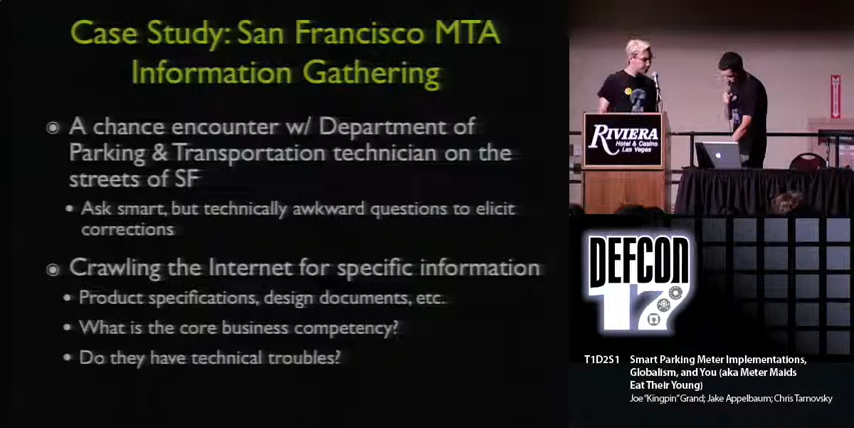 Case Study: San Francisco MTA
Information Gathering
A chance encounter w/ Department of
Parking & Transportation technician on the
streets of SF
Ask smart, but technically awkward questions to elicit
corrections
Crawling the Internet for specific information
Product specifications, design documents, etc.
What is the core business competency?
Do they have technical troubles?
RIVIERA
Hotel & Casino
Las Vegas
DEFCON
17
T1D2S1 Smart Parking Meter Implementations,
Globalism, and You (aka Meter Maids
Eat Their Young)
Joe "Kingpin" Grand; Jake Appelbaum; Chris Tarnovsky